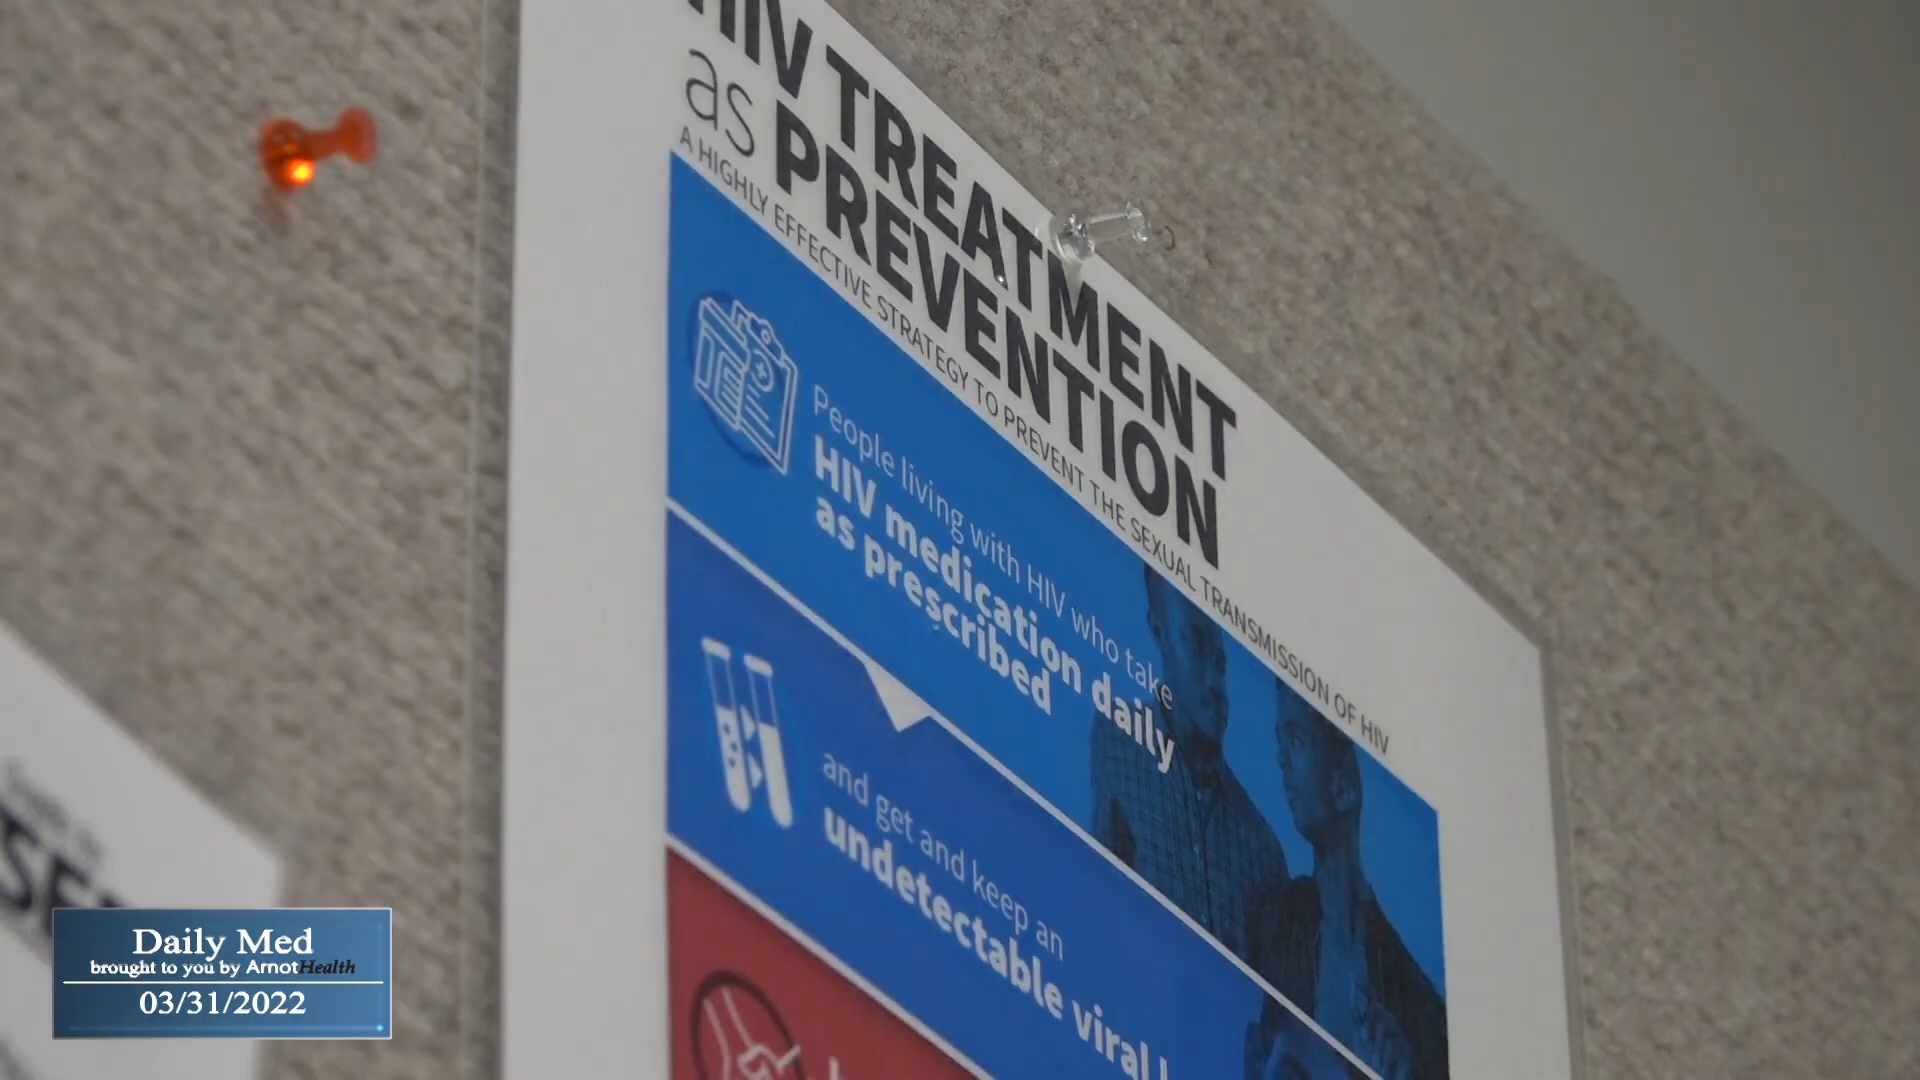 HIV TREATMENT
as PREVENTION
A HIGHLY EFFECTIVE STRATEGY TO PREVENT THE SEXUAL TRANSMISSION OF HIV
People living with HIV who take
HIV medication daily
as prescribed
and get and keep an
undetectable viral
Daily Med
brought to you by ArnotHealth
03/31/2022